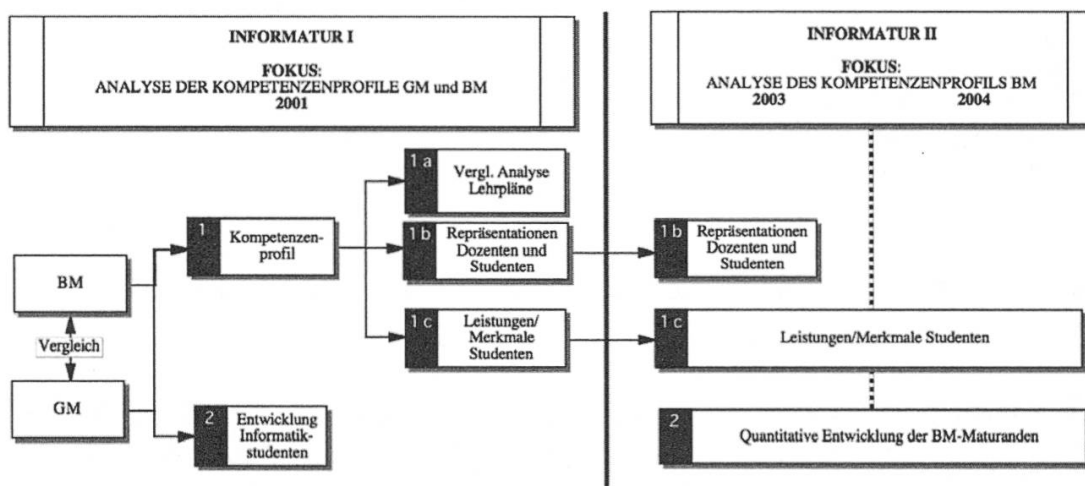 INFORMATUR I
FOKUS:
ANALYSE DER KOMPETENZENPROFILE GM und BM
2001
INFORMATUR II
FOKUS:
ANALYSE DES KOMPETENZENPROFILS BM
2003 2004
1 a
Vergl. Analyse
Lehrpläne
1
Kompetenzen-
profil
1 b
Repräsentationen
Dozenten und
Studenten
1 b
Repräsentationen
Dozenten und
Studenten
BM
Vergleich
GM
1 c
Leistungen/
Merkmale
Studenten
1 c
Leistungen/Merkmale Studenten
2
Entwicklung
Informatik-
studenten
2
Quantitative Entwicklung der BM-Maturanden